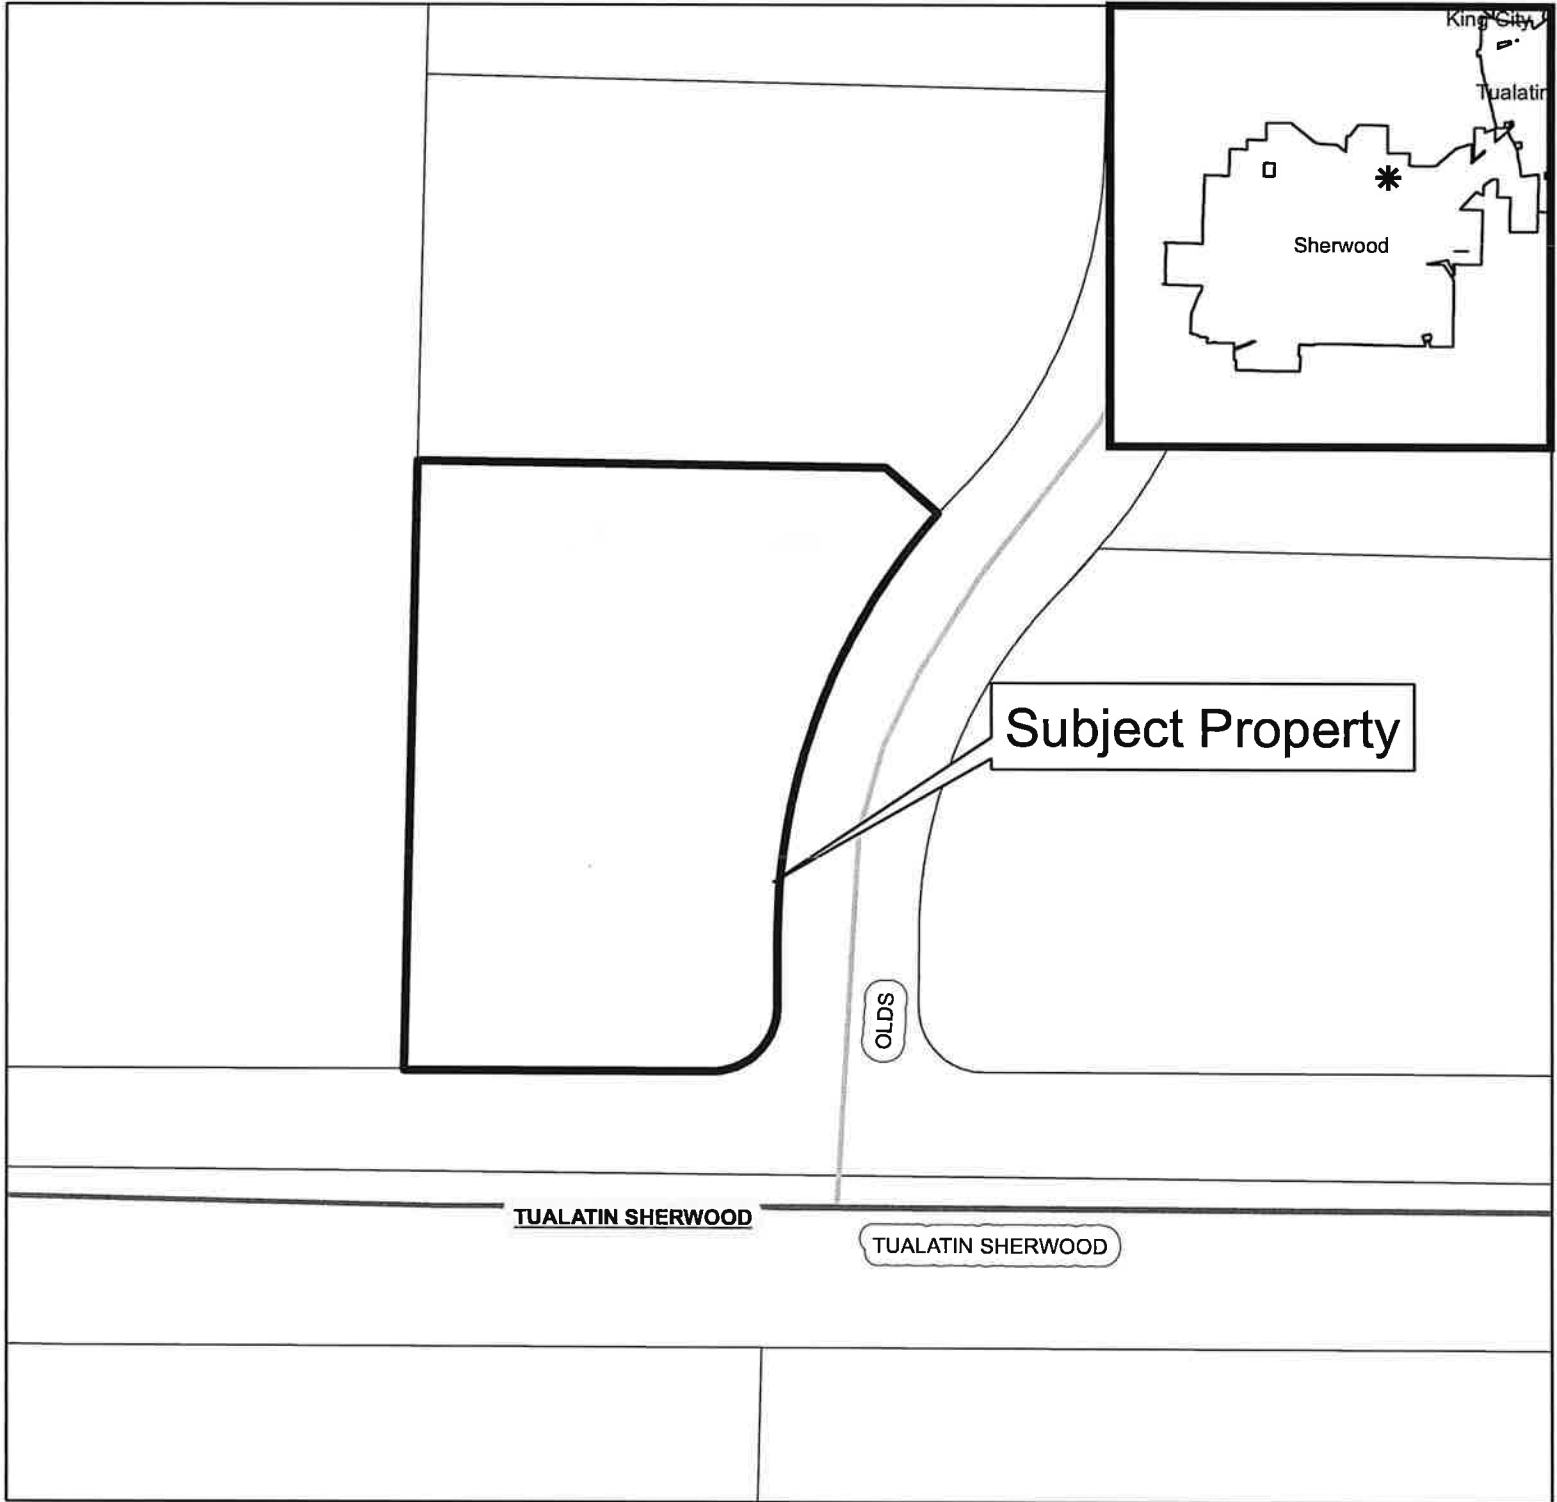 King City
Tualatin
Sherwood
Subject Property
OLDS
TUALATIN SHERWOOD
TUALATIN SHERWOOD